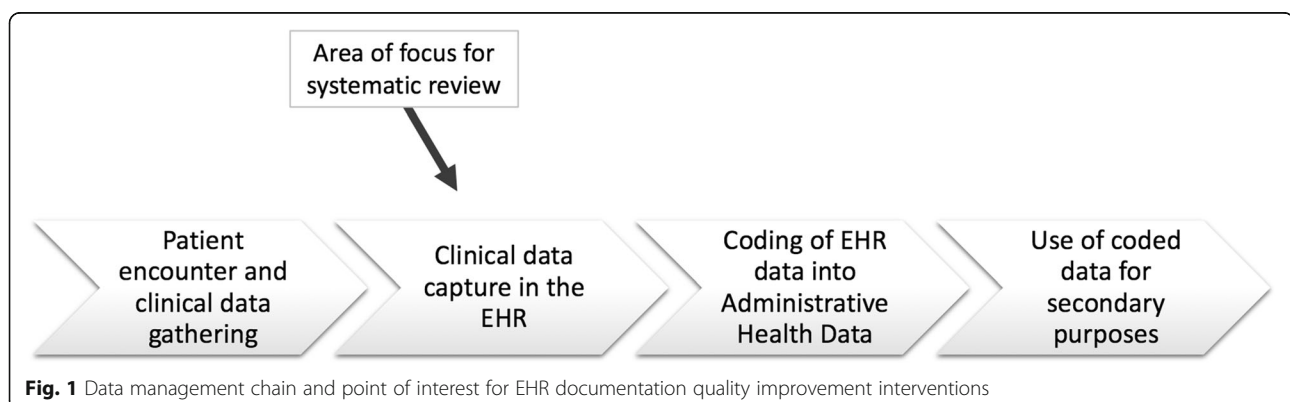 Area of focus for
systematic review
Patient
encounter and
clinical data
gathering
Clinical data
capture in the
EHR
Coding of EHR
data into
Administrative
Health Data
Use of coded
data for
secondary
purposes
Fig. 1 Data management chain and point of interest for EHR documentation quality improvement interventions